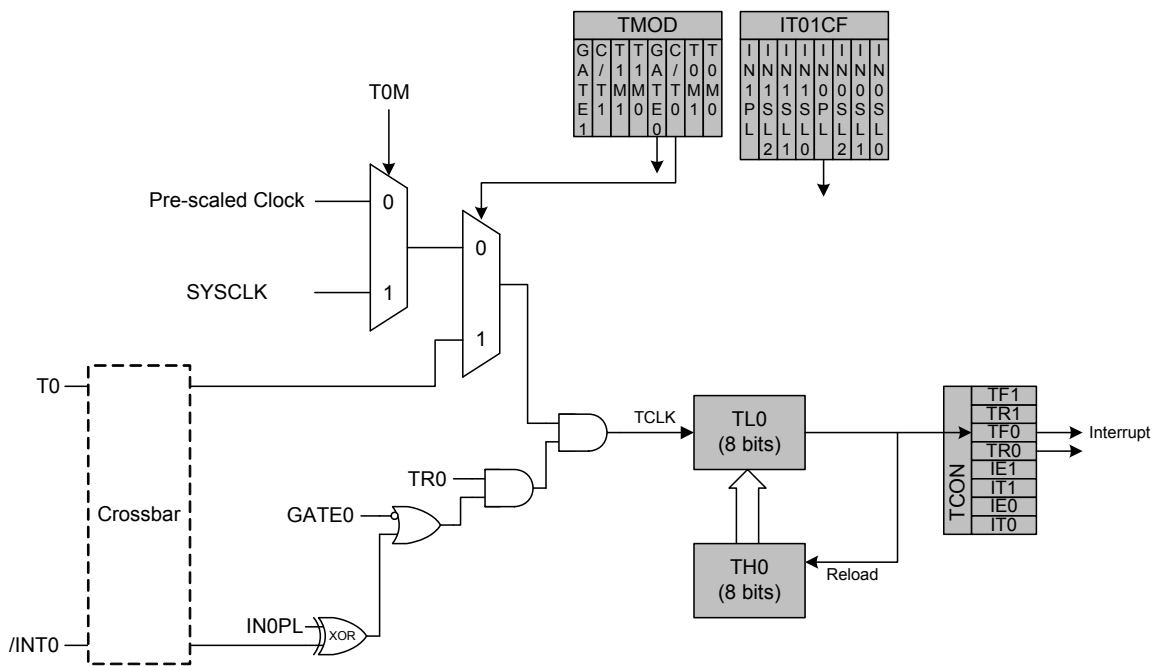 TMOD
GATE1
C/T1
T1M1
T1M0
GATE0
C/T0
T0M1
T0M0
IT01CF
IN1PL
IN1SL2
IN1SL1
IN1SL0
IN0PL
IN0SL2
IN0SL1
IN0SL0
T0M
Pre-scaled Clock
0
SYSCLK
1
0
1
T0
Crossbar
/INT0
TR0
GATE0
IN0PL
XOR
TCLK
TL0
(8 bits)
TH0
(8 bits)
Reload
TCON
TF1
TR1
TF0
TR0
IE1
IT1
IE0
IT0
Interrupt